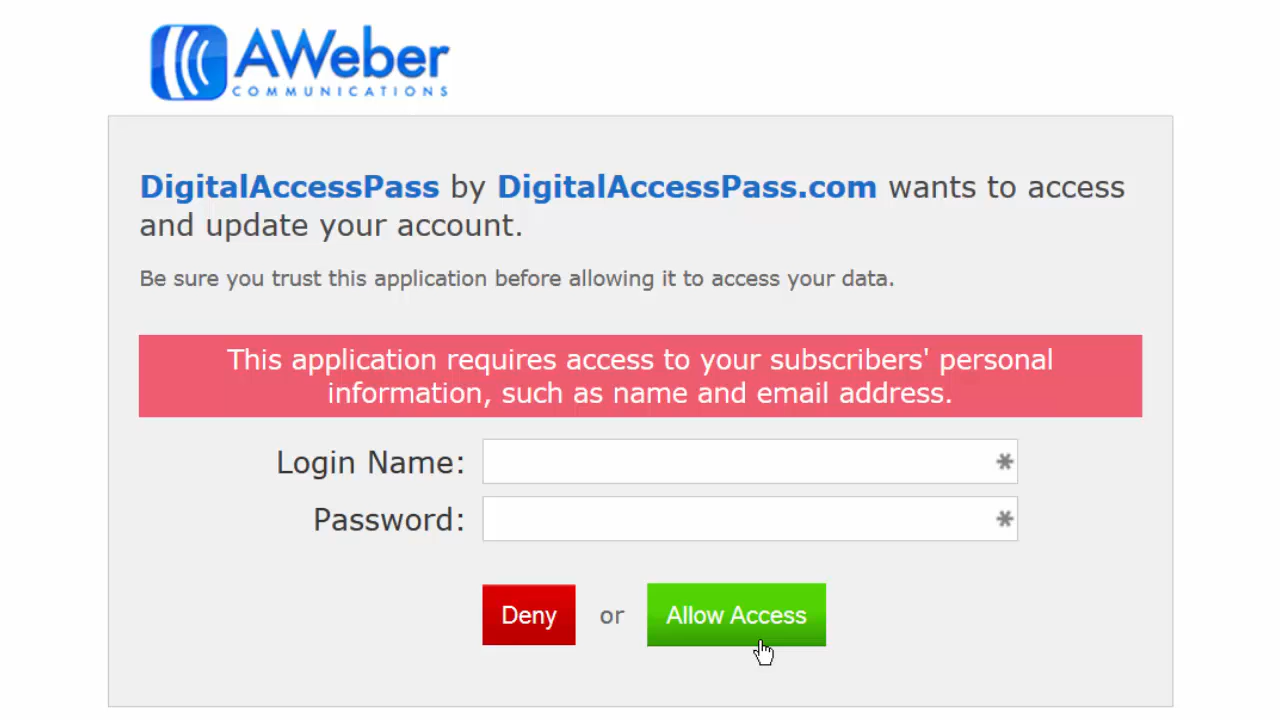 AWeber
COMMUNICATIONS
DigitalAccessPass by DigitalAccessPass.com wants to access
and update your account.
Be sure you trust this application before allowing it to access your data.
This application requires access to your subscribers' personal
information, such as name and email address.
Login Name:
Password:
Deny or Allow Access